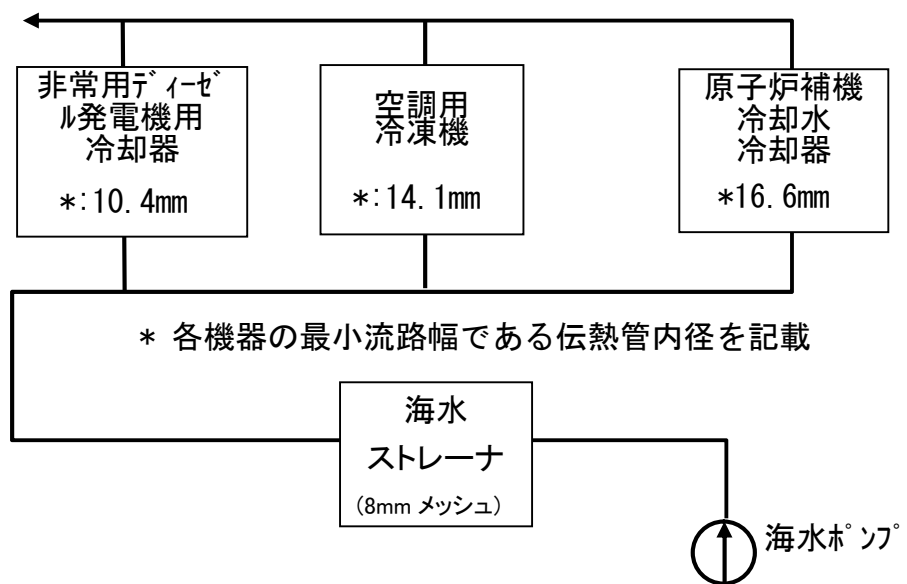 非常用ﾃﾞｨｰｾﾞ
ﾙ発電機用
冷却器
*:10.4mm
空調用
冷凍機
*:14.1mm
原子炉補機
冷却水
冷却器
*16.6mm
* 各機器の最小流路幅である伝熱管内径を記載
海水
ストレーナ
(8mm メッシュ)
海水ﾎﾟﾝﾌﾟ